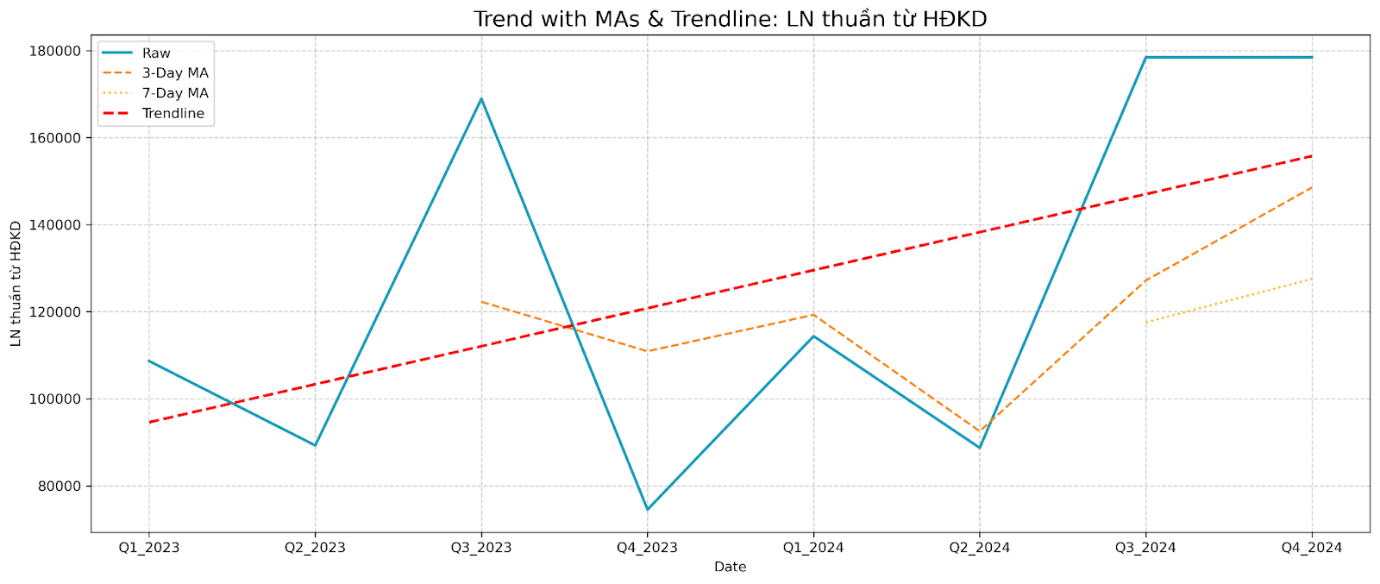 Trend with MAs & Trendline: LN thuần từ HĐKD
Raw
3-Day MA
7-Day MA
Trendline
LN thuần từ HĐKD
180000
160000
140000
120000
100000
80000
Q1_2023
Q2_2023
Q3_2023
Q4_2023
Q1_2024
Q2_2024
Q3_2024
Q4_2024
Date